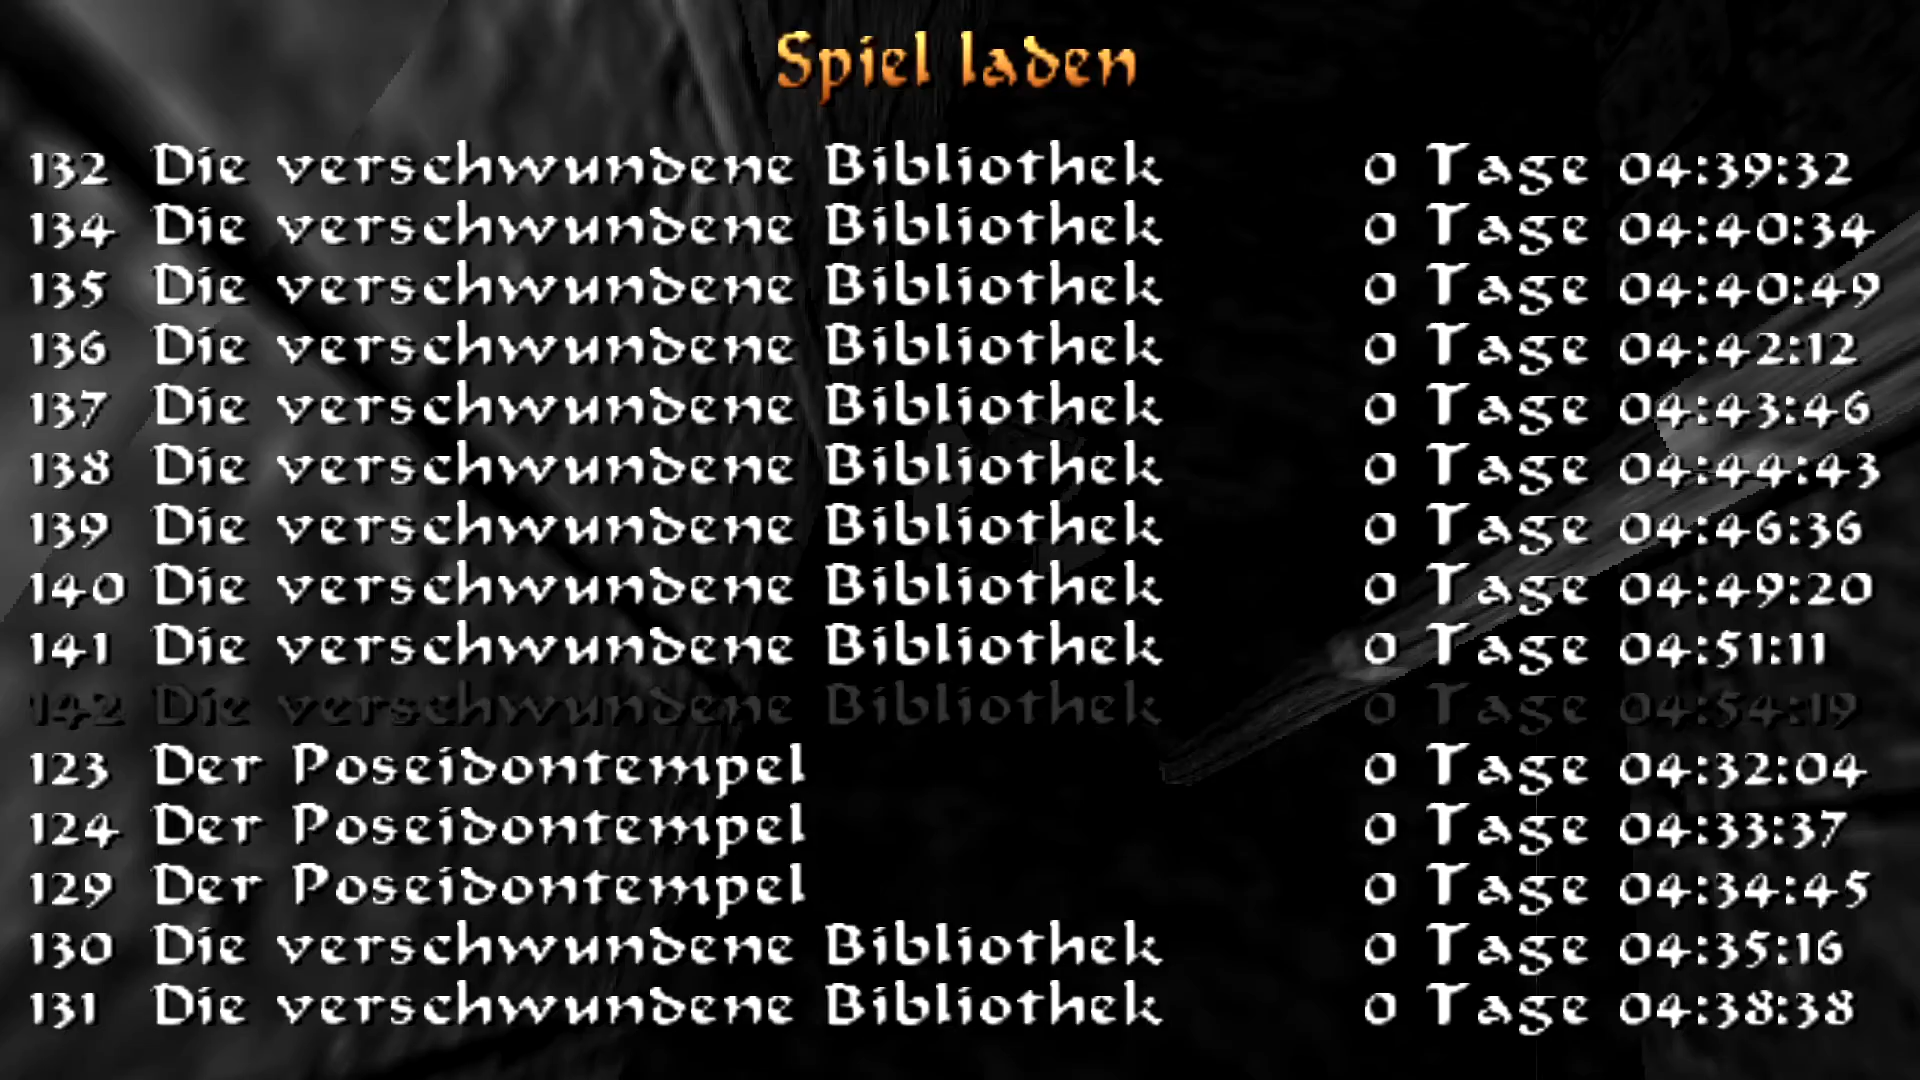 Spiel laden
132 Die verschwundene Bibliothek 0 Tage 04:39:32
134 Die verschwundene Bibliothek 0 Tage 04:40:34
135 Die verschwundene Bibliothek 0 Tage 04:40:49
136 Die verschwundene Bibliothek 0 Tage 04:42:12
137 Die verschwundene Bibliothek 0 Tage 04:43:46
138 Die verschwundene Bibliothek 0 Tage 04:44:43
139 Die verschwundene Bibliothek 0 Tage 04:46:36
140 Die verschwundene Bibliothek 0 Tage 04:49:20
141 Die verschwundene Bibliothek 0 Tage 04:51:11
142 Die verschwundene Bibliothek 0 Tage 04:54:19
123 Der Poseidontempel 0 Tage 04:32:04
124 Der Poseidontempel 0 Tage 04:33:37
129 Der Poseidontempel 0 Tage 04:34:45
130 Die verschwundene Bibliothek 0 Tage 04:35:16
131 Die verschwundene Bibliothek 0 Tage 04:38:38